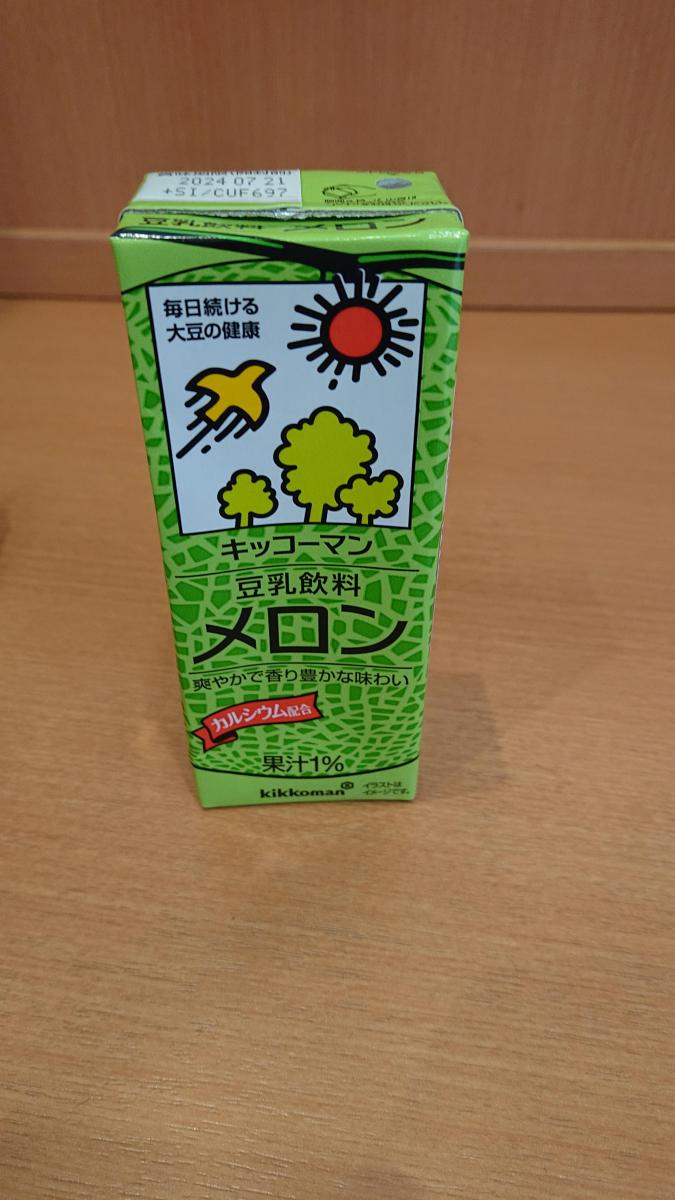 2024 07 21
+SI/CUF697
毎日続ける
大豆の健康
キッコーマン
豆乳飲料
メロン
爽やかで香り豊かな味わい
カルシウム配合
果汁1%
kikkoman
イラストは
イメージです。